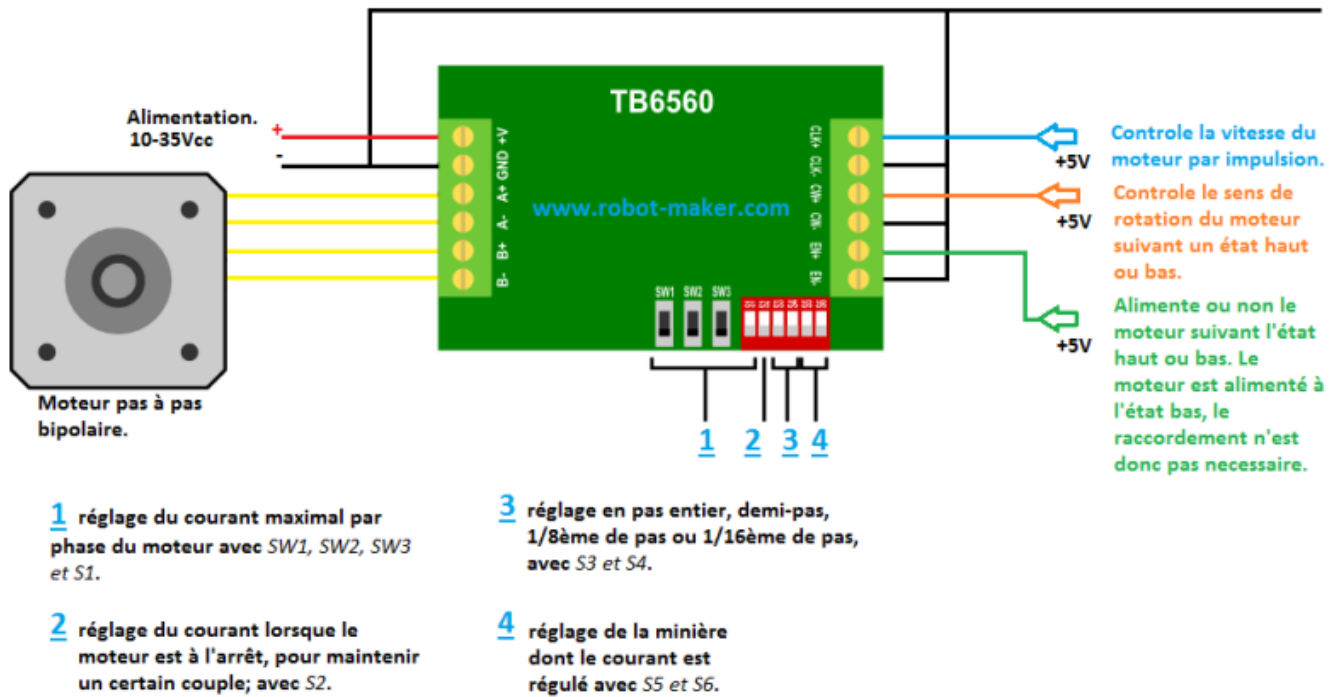 TB6560
www.robot-maker.com
Alimentation.
10-35Vcc
+
-
+V
GND
A+
A-
B+
B-
CLK+
CLK-
CW+
CW-
EN+
EN-
SW1 SW2 SW3
+5V
Controle la vitesse du
moteur par impulsion.
+5V
Controle le sens de
rotation du moteur
suivant un état haut
ou bas.
+5V
Alimente ou non le
moteur suivant l'état
haut ou bas. Le
moteur est alimenté à
l'état bas, le
raccordement n'est
donc pas necessaire.
Moteur pas à pas
bipolaire.
1 2 3 4
1 réglage du courant maximal par
phase du moteur avec SW1, SW2, SW3
et S1.
2 réglage du courant lorsque le
moteur est à l'arrêt, pour maintenir
un certain couple; avec S2.
3 réglage en pas entier, demi-pas,
1/8ème de pas ou 1/16ème de pas,
avec S3 et S4.
4 réglage de la minière
dont le courant est
régulé avec S5 et S6.